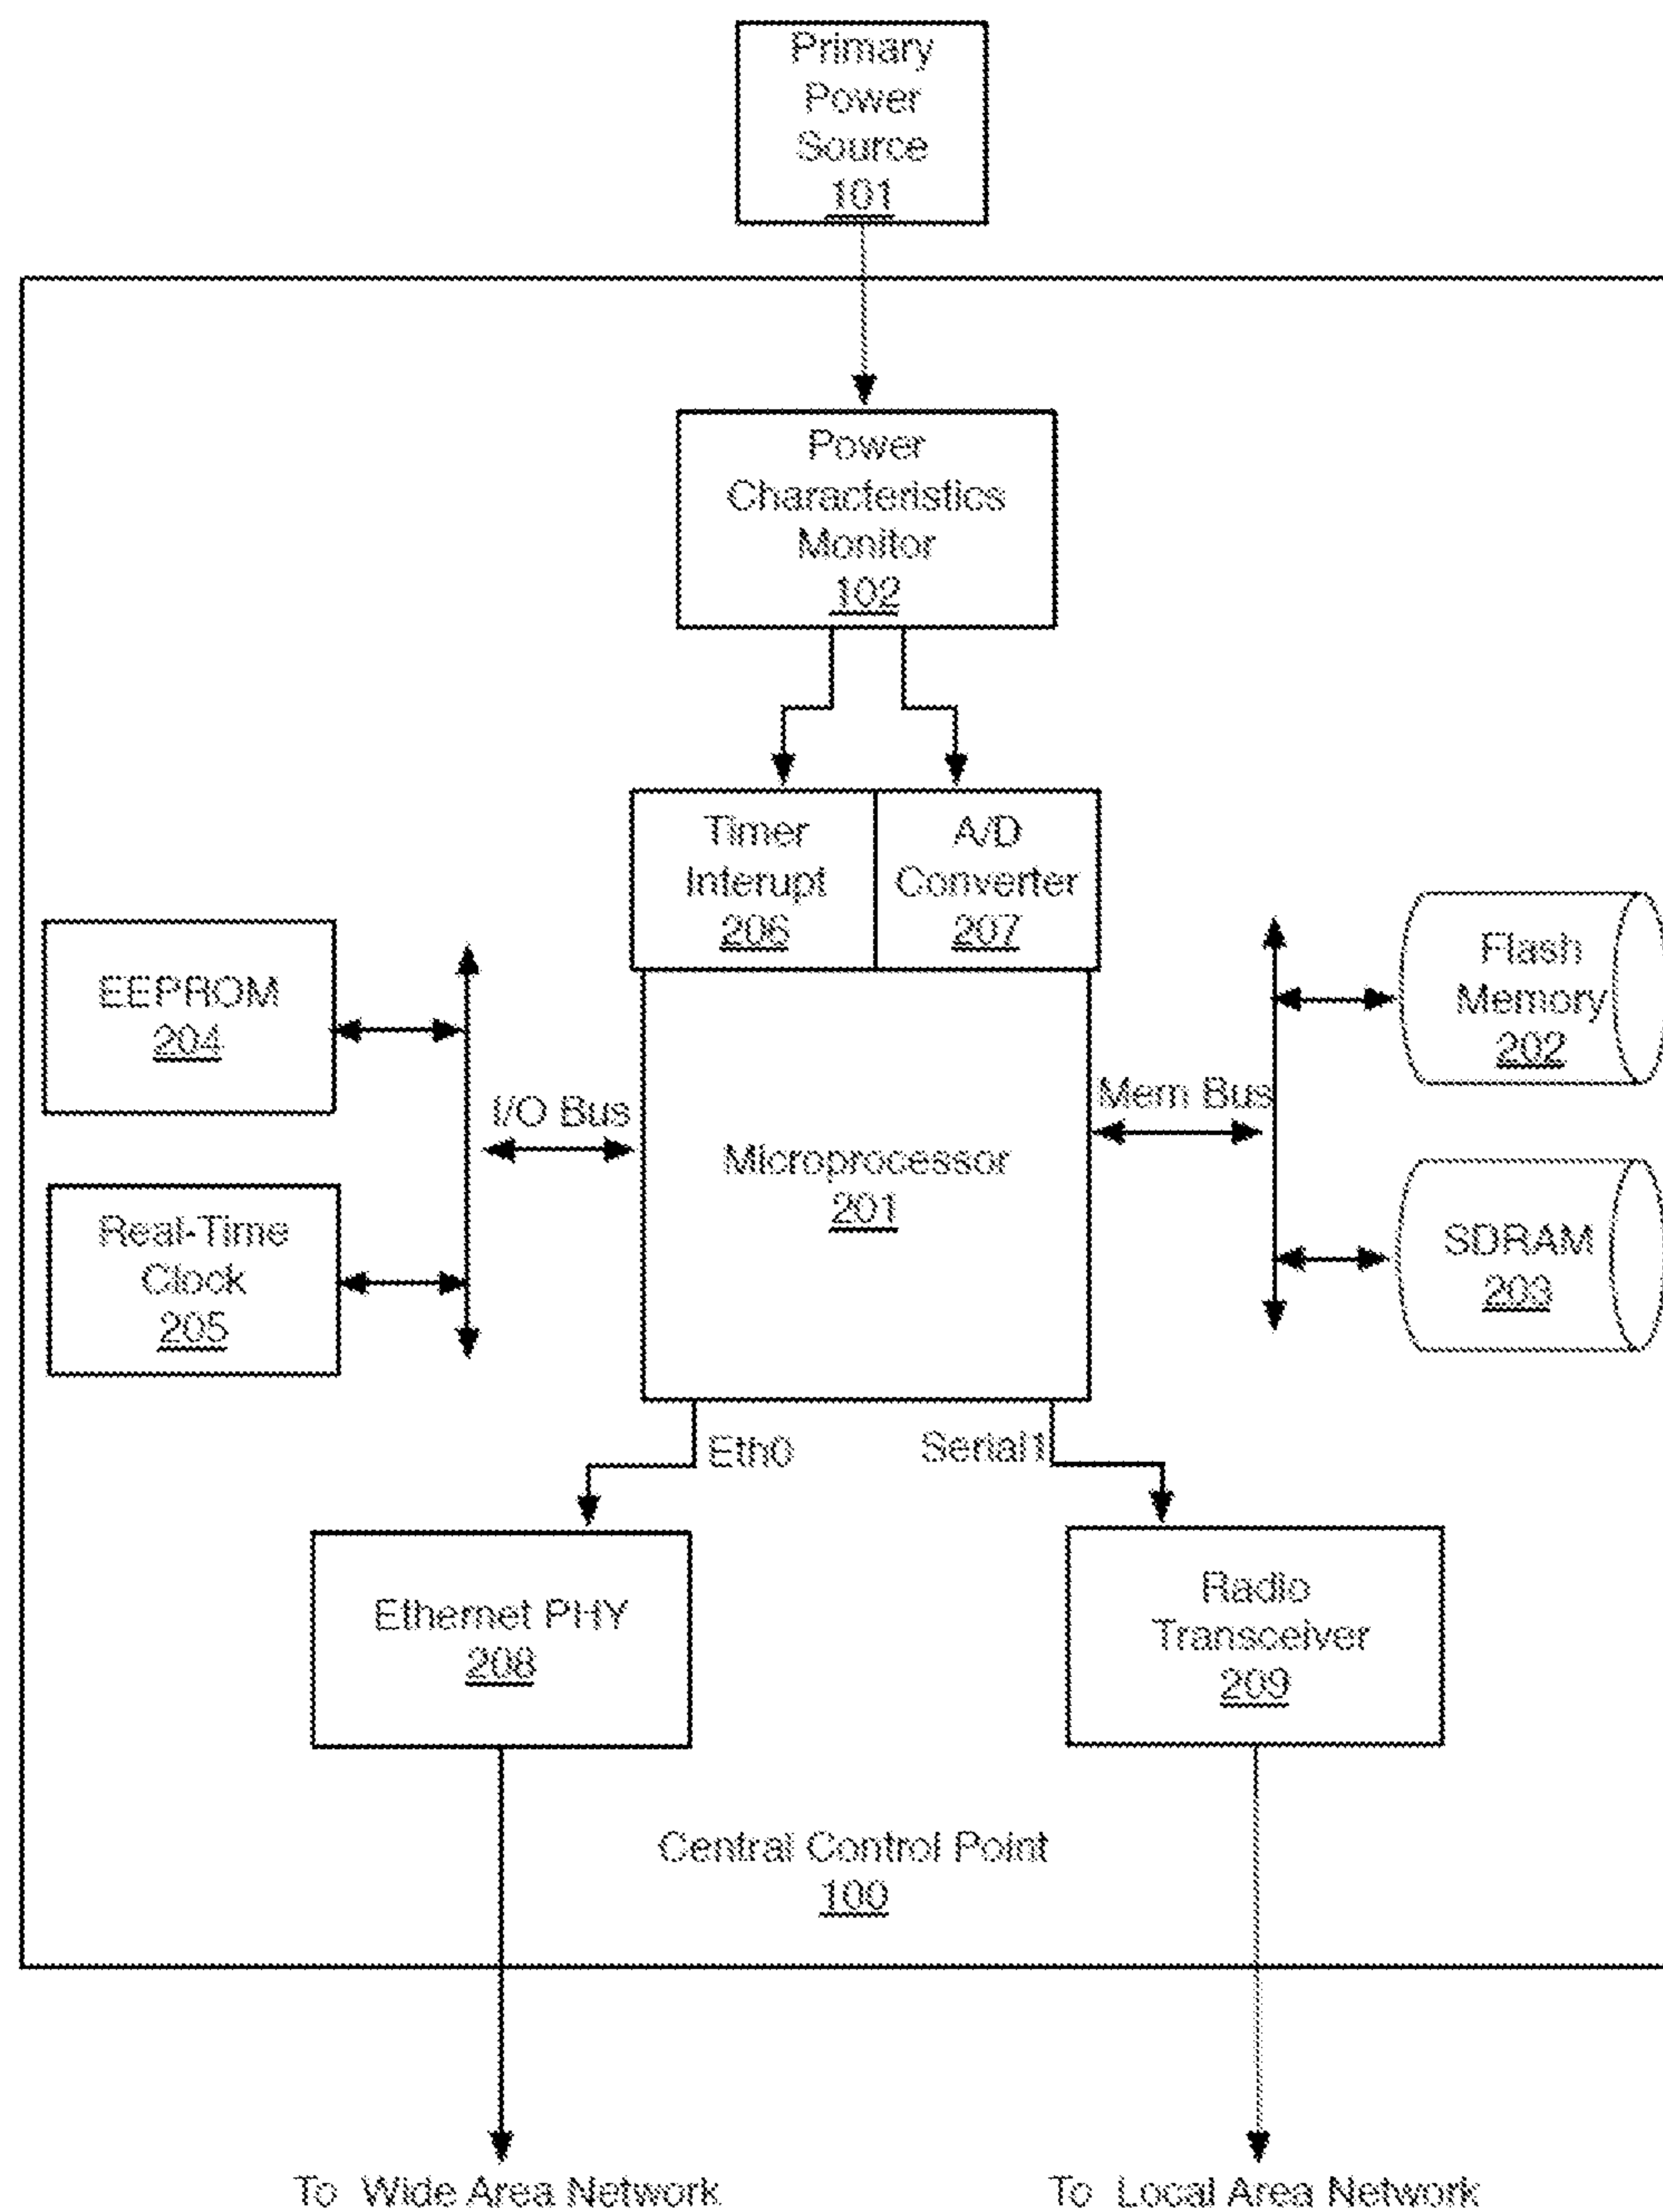 Primary
Power
Source
101
Power
Characteristics
Monitor
102
Timer
Interupt
206
A/D
Converter
207
EEPROM
204
I/O Bus
Real-Time
Clock
205
Microprocessor
201
Mem Bus
Flash
Memory
202
SDRAM
203
Eth0
Serial1
Ethernet PHY
208
Radio
Transceiver
209
Central Control Point
100
To Wide Area Network
To Local Area Network